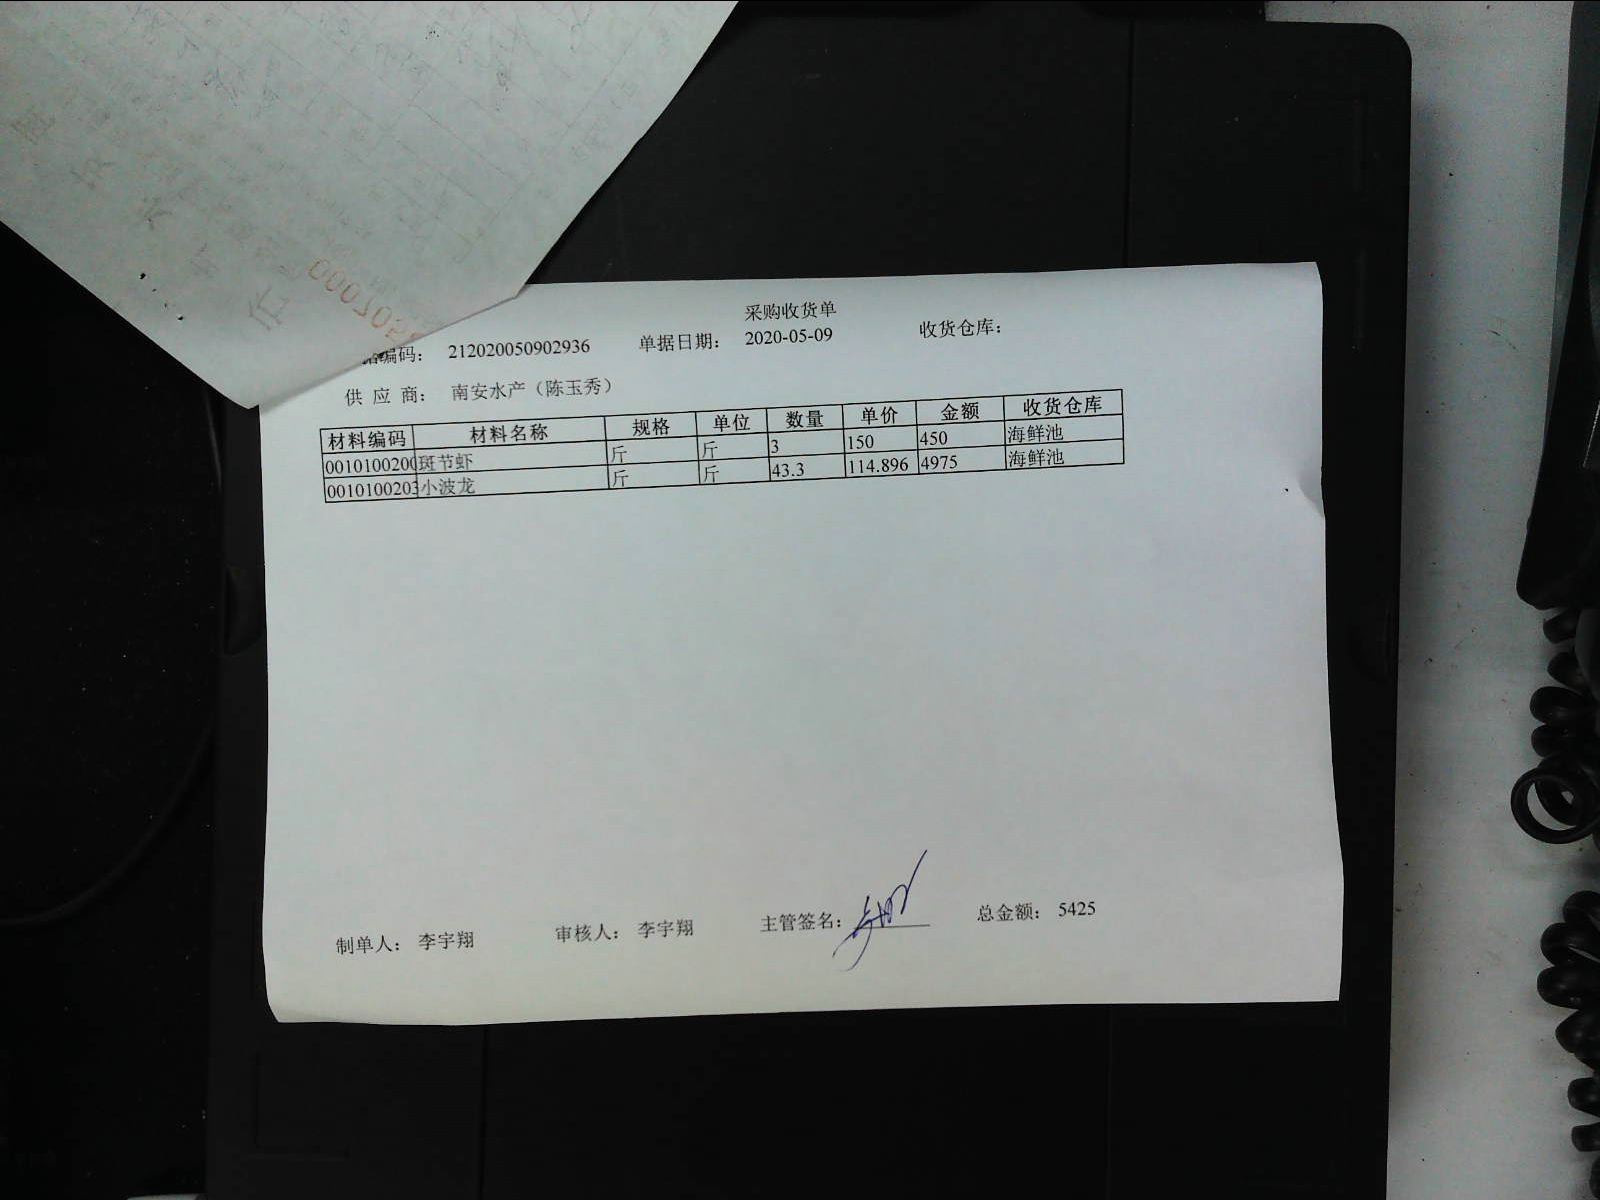 采购收货单
编码： 212020050902936 单据日期： 2020-05-09 收货仓库：
供 应 商： 南安水产（陈玉秀）
材料编码 材料名称 规格 单位 数量 单价 金额 收货仓库
001010020 斑节虾 斤 斤 3 150 450 海鲜池
0010100203 小波龙 斤 斤 43.3 114.896 4975 海鲜池
制单人： 李宇翔 审核人： 李宇翔 主管签名： 总金额： 5425